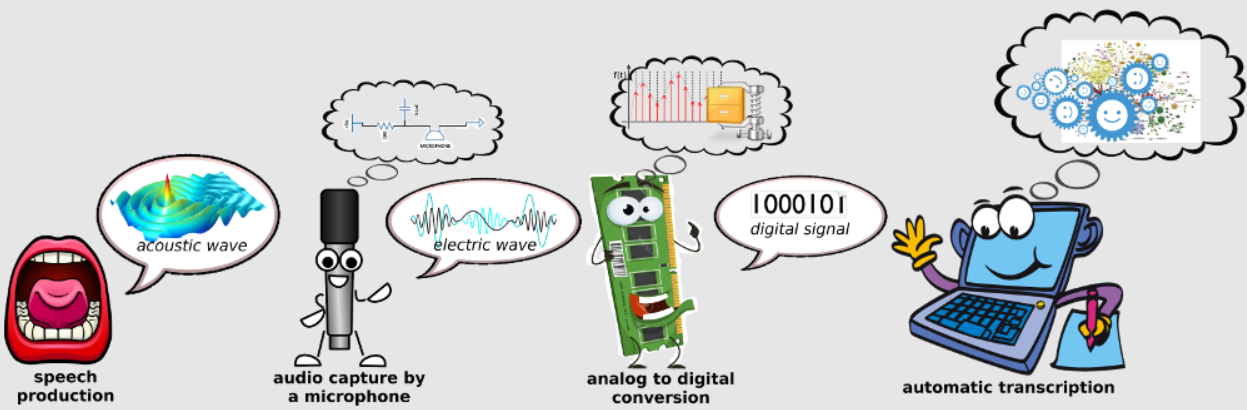 f(t)
MICROPHONE
acoustic wave
electric wave
1000101
digital signal
speech
production
audio capture by
a microphone
analog to digital
conversion
automatic transcription